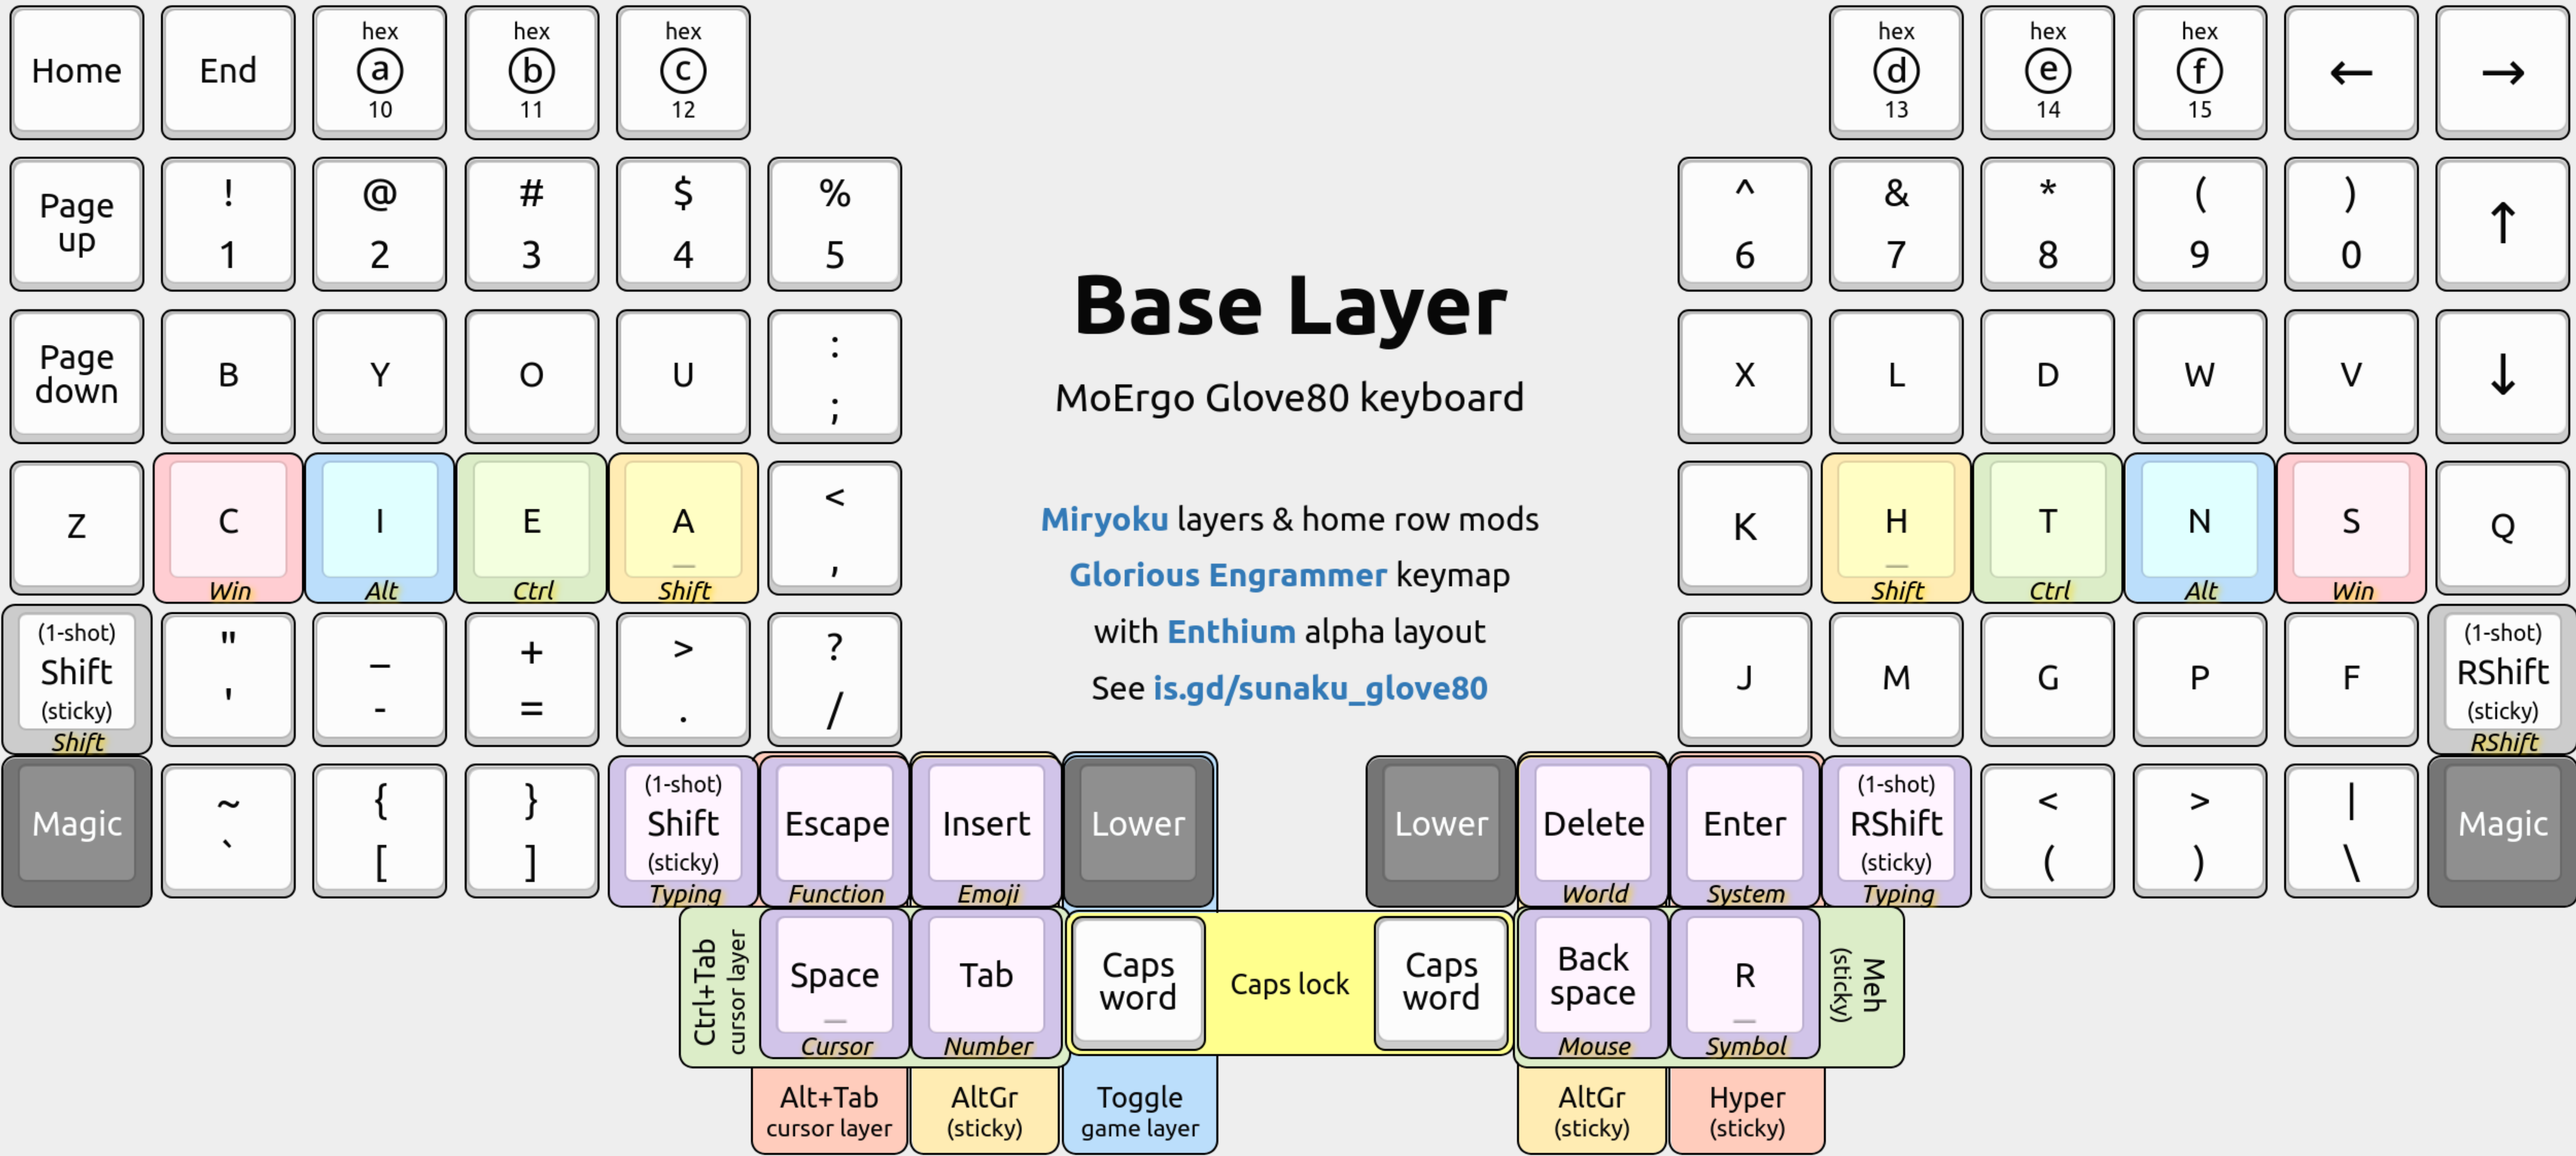 Home End hex hex hex hex hex hex ← →
ⓐ ⓑ ⓒ ⓓ ⓔ ⓕ
10 11 12 13 14 15
Page up ! @ # $ % ^ & * ( ) ↑
1 2 3 4 5 6 7 8 9 0
Base Layer
Page down B Y O U : ; X L D W V ↓
MoErgo Glove80 keyboard
Z C I E A _ < , K H _ T N S Q
Win Alt Ctrl Shift Shift Ctrl Alt Win
Miryoku layers & home row mods
Glorious Engrammer keymap
with Enthium alpha layout
See is.gd/sunaku_glove80
(1-shot) " _ + > ? (1-shot)
Shift J M G P F RShift
(sticky) ' - = . / (sticky)
Shift RShift
Magic ~ { } (1-shot) Escape Insert Lower Lower Delete Enter (1-shot) < > | Magic
Shift RShift
` [ ] (sticky) (sticky) ( ) \
Typing Function Emoji World System Typing
Ctrl+Tab
cursor layer
Space _ Tab Caps word Caps lock Caps word Back space R _
Meh
(sticky)
Cursor Number Mouse Symbol
Alt+Tab AltGr Toggle AltGr Hyper
cursor layer (sticky) game layer (sticky) (sticky)